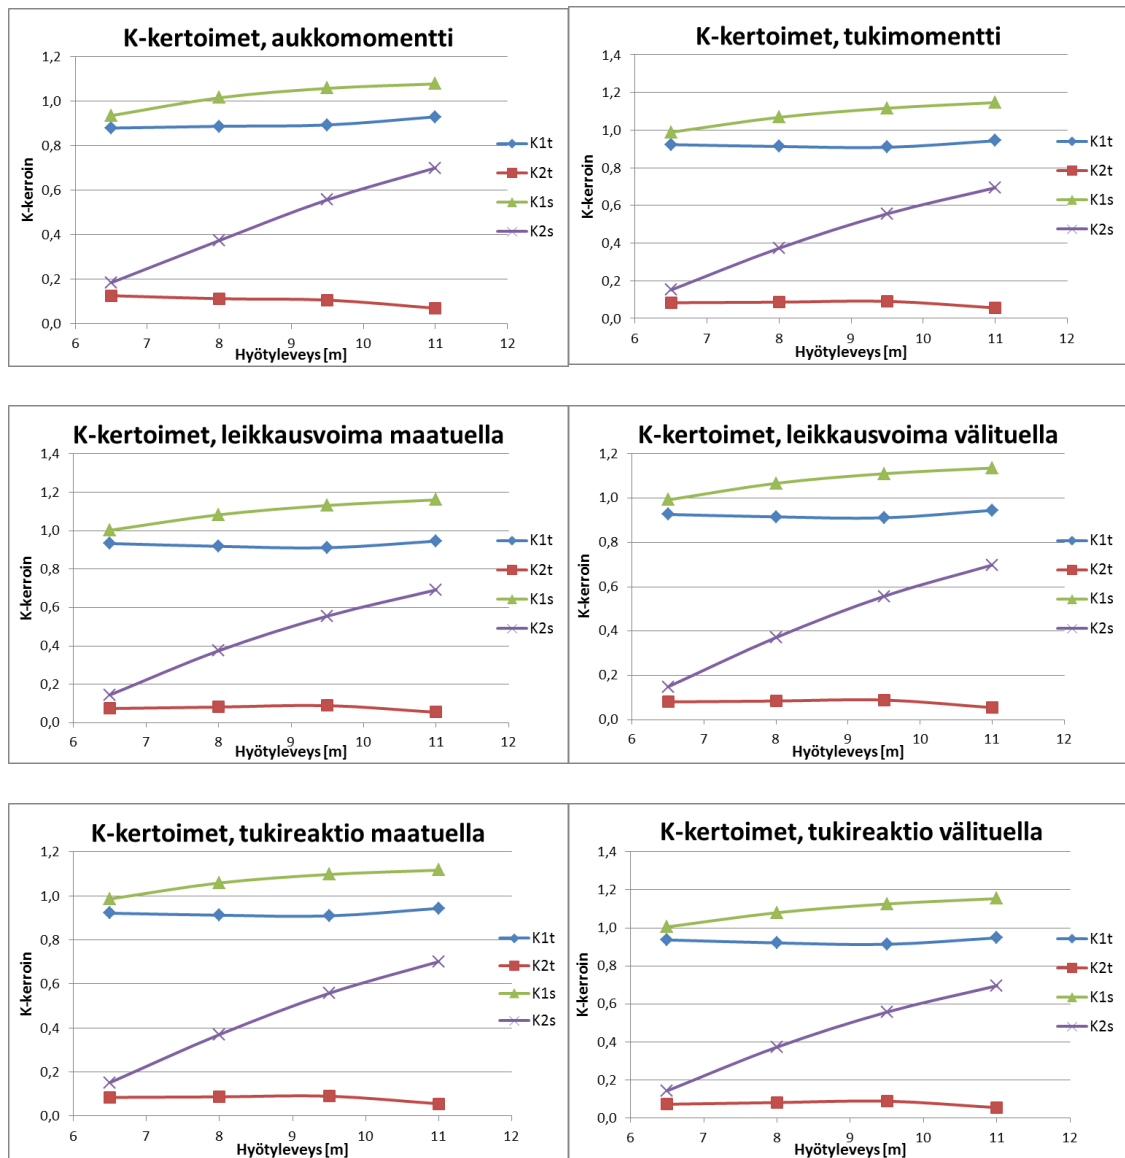 K-kertoimet, aukkomomentti
1,2
1,0
0,8
0,6
0,4
0,2
0,0
K-kerroin
6 7 8 9 10 11 12
Hyötyleveys [m]
K1t
K2t
K1s
K2s
K-kertoimet, tukimomentti
1,4
1,2
1,0
0,8
0,6
0,4
0,2
0,0
K-kerroin
6 7 8 9 10 11 12
Hyötyleveys [m]
K1t
K2t
K1s
K2s
K-kertoimet, leikkausvoima maatuella
1,4
1,2
1,0
0,8
0,6
0,4
0,2
0,0
K-kerroin
6 7 8 9 10 11 12
Hyötyleveys [m]
K1t
K2t
K1s
K2s
K-kertoimet, leikkausvoima välituella
1,2
1,0
0,8
0,6
0,4
0,2
0,0
K-kerroin
6 7 8 9 10 11 12
Hyötyleveys [m]
K1t
K2t
K1s
K2s
K-kertoimet, tukireaktio maatuella
1,2
1,0
0,8
0,6
0,4
0,2
0,0
K-kerroin
6 7 8 9 10 11 12
Hyötyleveys [m]
K1t
K2t
K1s
K2s
K-kertoimet, tukireaktio välituella
1,4
1,2
1,0
0,8
0,6
0,4
0,2
0,0
K-kerroin
6 7 8 9 10 11 12
Hyötyleveys [m]
K1t
K2t
K1s
K2s